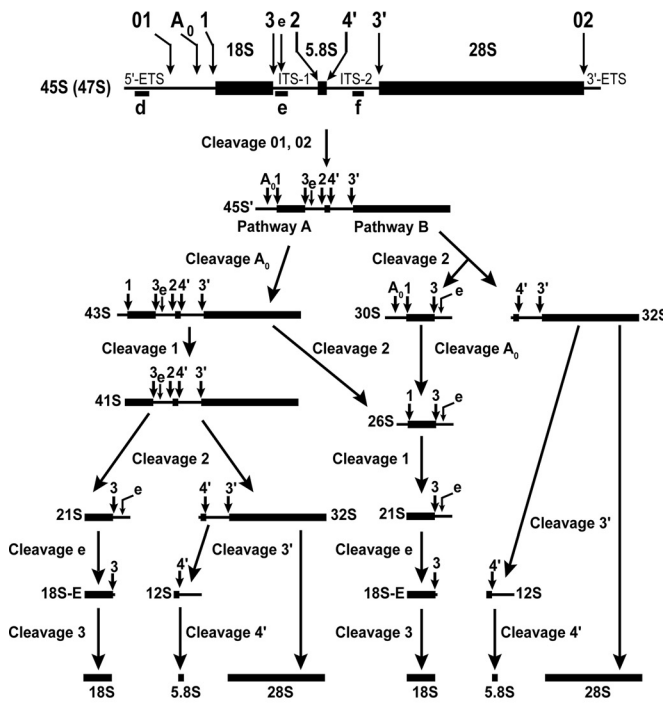 01 A0 1 3 e 2 4' 3' 02
18S 5.8S 28S
5'-ETS ITS-1 ITS-2 3'-ETS
45S (47S)
d e f
Cleavage 01, 02
A0 1 3 e 2 4' 3'
45S'
Pathway A Pathway B
Cleavage A0 Cleavage 2
1 3 e 2 4' 3' A0 1 3 e 4' 3'
43S 30S 32S
Cleavage 1 Cleavage 2 Cleavage A0
3 e 2 4' 3'
41S
1 3 e
26S
Cleavage 2 Cleavage 1
3 e 4' 3' 3 e
21S 32S 21S
Cleavage e Cleavage 3' Cleavage e Cleavage 3'
3 4' 3 4'
18S-E 12S 18S-E 12S
Cleavage 3 Cleavage 4' Cleavage 3 Cleavage 4'
18S 5.8S 28S 18S 5.8S 28S